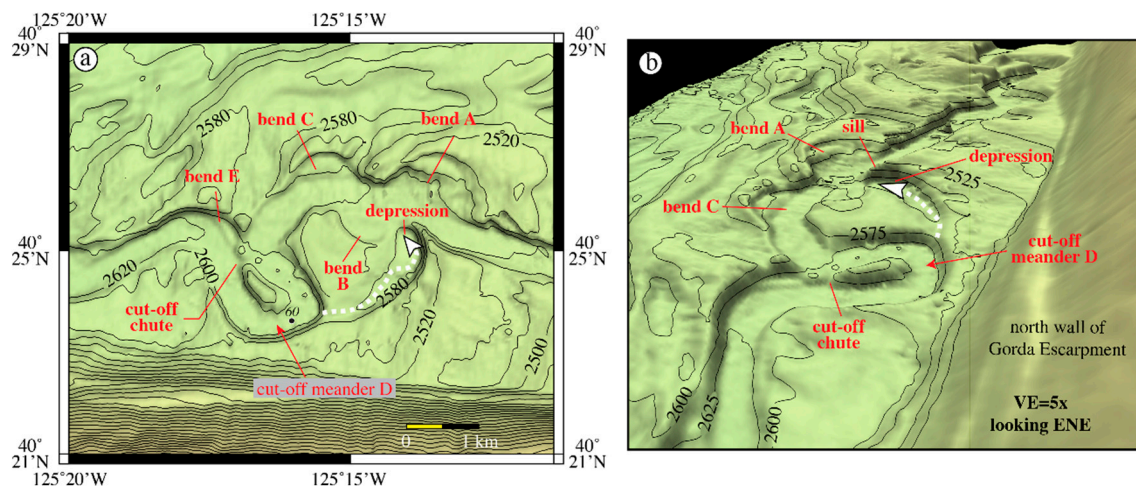 125˚20'W
125˚15'W
40˚
29'N
40˚
29'N
a
2580
bend C
2580
bend A
2520
bend E
depression
40˚
25'N
40˚
25'N
2620
2600
bend
B
2580
cut-off
chute
60
2520
2500
cut-off meander D
0
1 km
40˚
21'N
40˚
21'N
125˚20'W
125˚15'W
b
bend A
sill
depression
2525
bend C
2575
cut-off
meander D
cut-off
chute
north wall of
Gorda Escarpment
2600
2625
2600
VE=5x
looking ENE